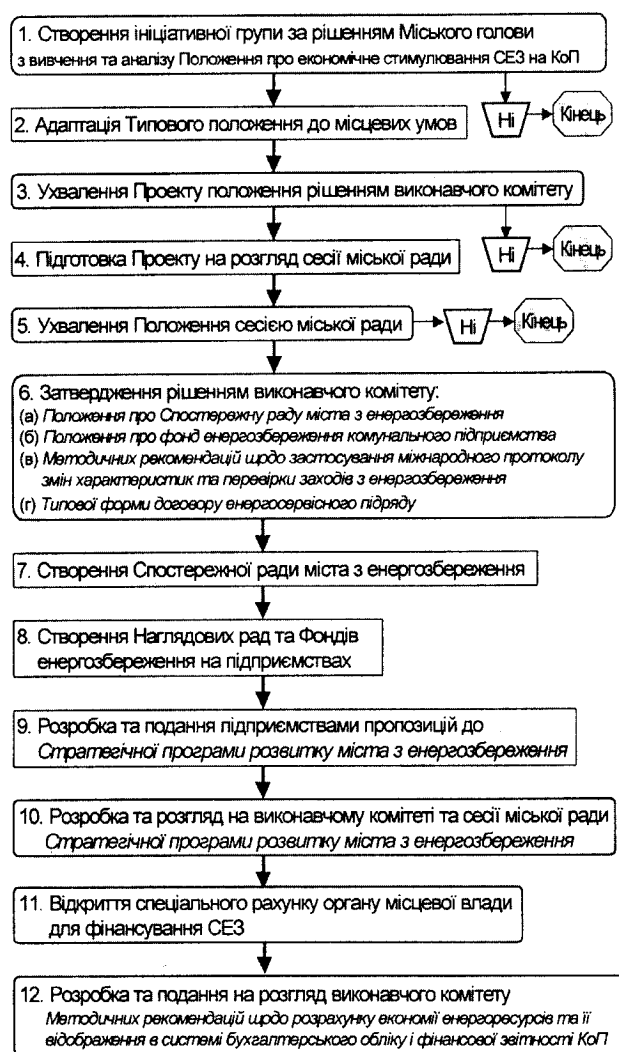 1. Створення ініціативної групи за рішенням Міського голови
з вивчення та аналізу Положення про економічне стимулювання СЕЗ на КоП
Ні
Кінець
2. Адаптація Типового положення до місцевих умов
3. Ухвалення Проекту положення рішенням виконавчого комітету
Ні
Кінець
4. Підготовка Проекту на розгляд сесії міської ради
5. Ухвалення Положення сесією міської ради
Ні
Кінець
6. Затвердження рішенням виконавчого комітету:
(а) Положення про Спостережну раду міста з енергозбереження
(б) Положення про фонд енергозбереження комунального підприємства
(в) Методичних рекомендацій щодо застосування міжнародного протоколу
змін характеристик та перевірки заходів з енергозбереження
(г) Типової форми договору енергосервісного підряду
7. Створення Спостережної ради міста з енергозбереження
8. Створення Наглядових рад та Фондів
енергозбереження на підприємствах
9. Розробка та подання підприємствами пропозицій до
Стратегічної програми розвитку міста з енергозбереження
10. Розробка та розгляд на виконавчому комітеті та сесії міської ради
Стратегічної програми розвитку міста з енергозбереження
11. Відкриття спеціального рахунку органу місцевої влади
для фінансування СЕЗ
12. Розробка та подання на розгляд виконавчого комітету
Методичних рекомендацій щодо розрахунку економії енергоресурсів та її
відображення в системі бухгалтерського обліку і фінансової звітності КоП